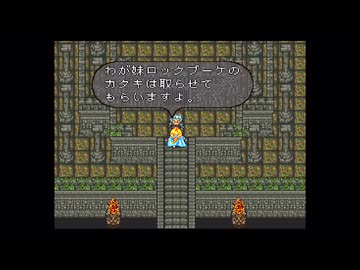 わが妹ロックブーケの
カタキは取らせて
もらいますよ。